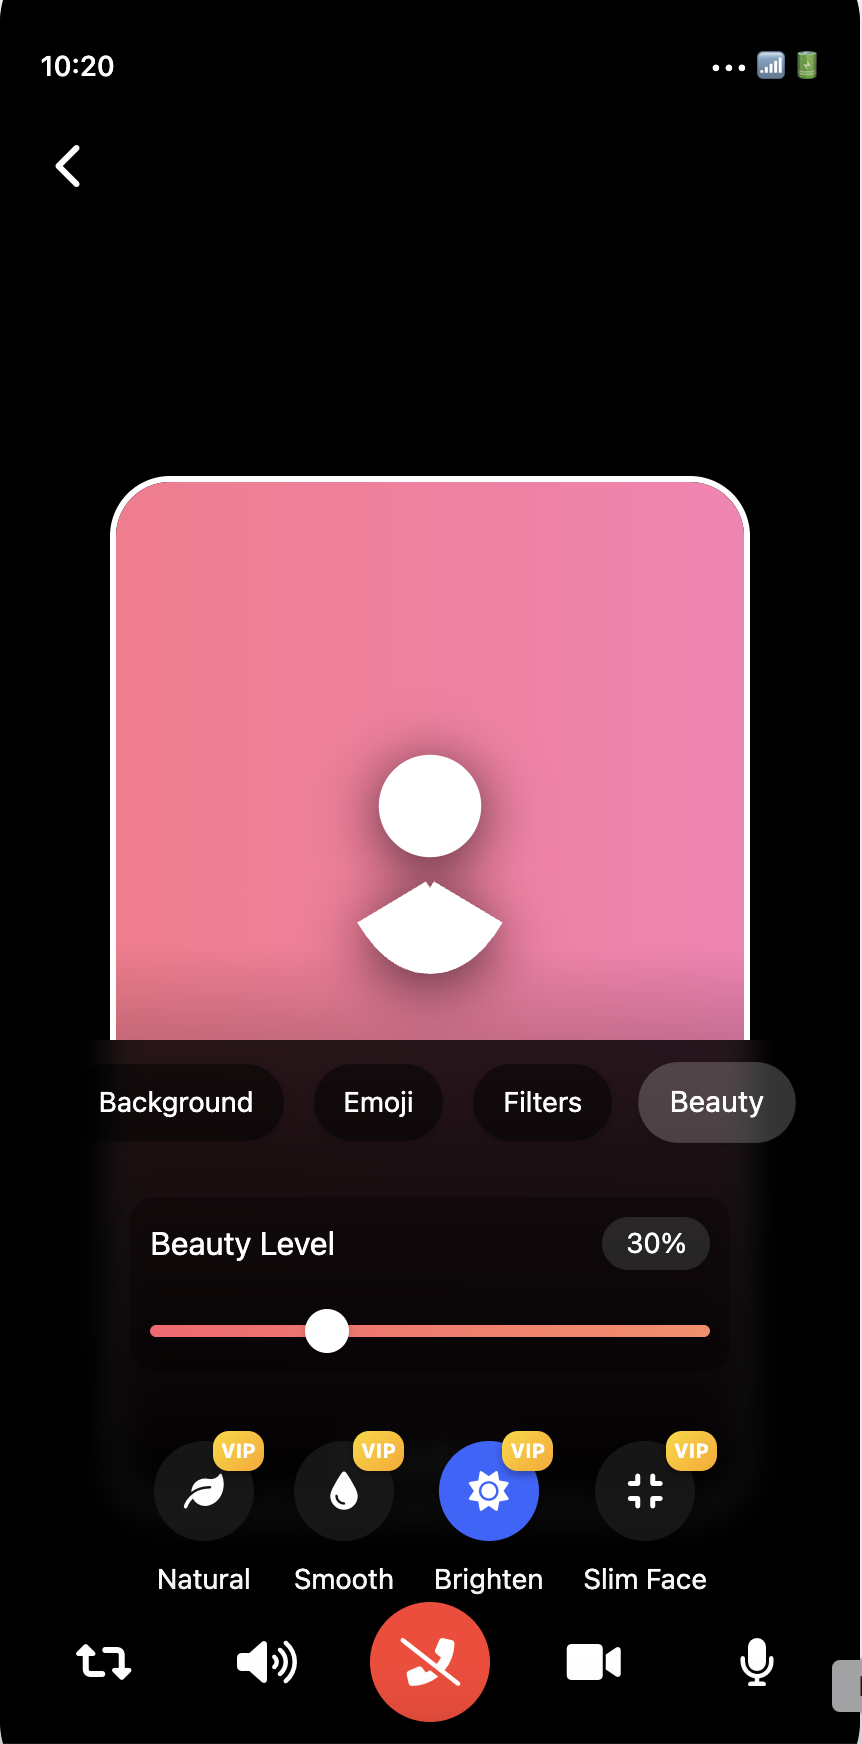 10:20
Background Emoji Filters Beauty
Beauty Level 30%
VIP VIP VIP VIP
Natural Smooth Brighten Slim Face